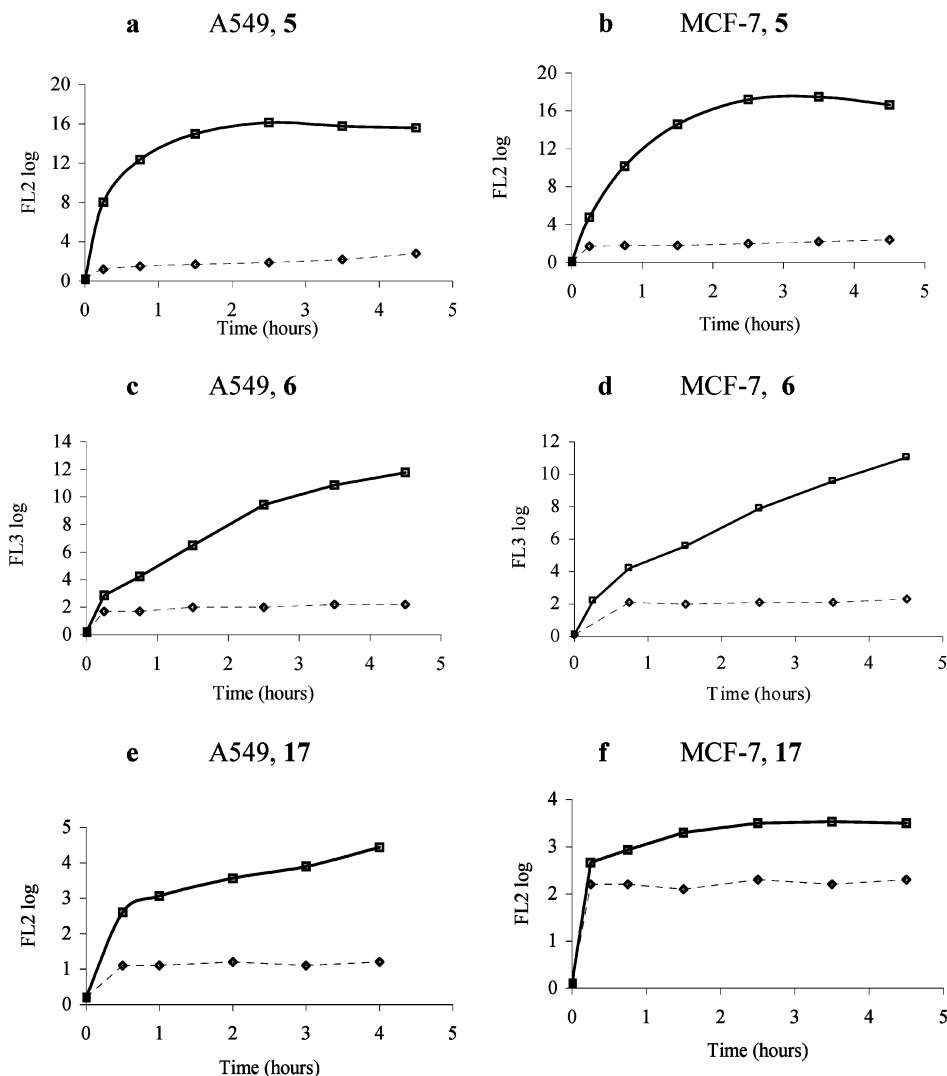 a A549, 5
20
16
12
8
4
0
FL2 log
0 1 2 3 4 5
Time (hours)
b MCF-7, 5
20
16
12
8
4
0
FL2 log
0 1 2 3 4 5
Time (hours)
c A549, 6
14
12
10
8
6
4
2
0
FL3 log
0 1 2 3 4 5
Time (hours)
d MCF-7, 6
12
10
8
6
4
2
0
FL3 log
0 1 2 3 4 5
Time (hours)
e A549, 17
5
4
3
2
1
0
FL2 log
0 1 2 3 4 5
Time (hours)
f MCF-7, 17
4
3
2
1
0
FL2 log
0 1 2 3 4 5
Time (hours)